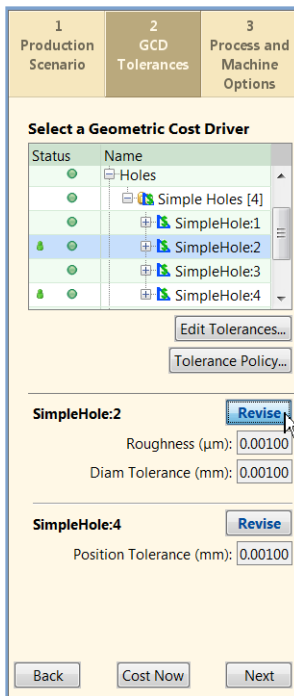 1
Production
Scenario
2
GCD
Tolerances
3
Process and
Machine
Options
Select a Geometric Cost Driver
Status Name
Holes
Simple Holes [4]
SimpleHole:1
SimpleHole:2
SimpleHole:3
SimpleHole:4
Edit Tolerances...
Tolerance Policy...
SimpleHole:2 Revise
Roughness (μm): 0.00100
Diam Tolerance (mm): 0.00100
SimpleHole:4 Revise
Position Tolerance (mm): 0.00100
Back Cost Now Next